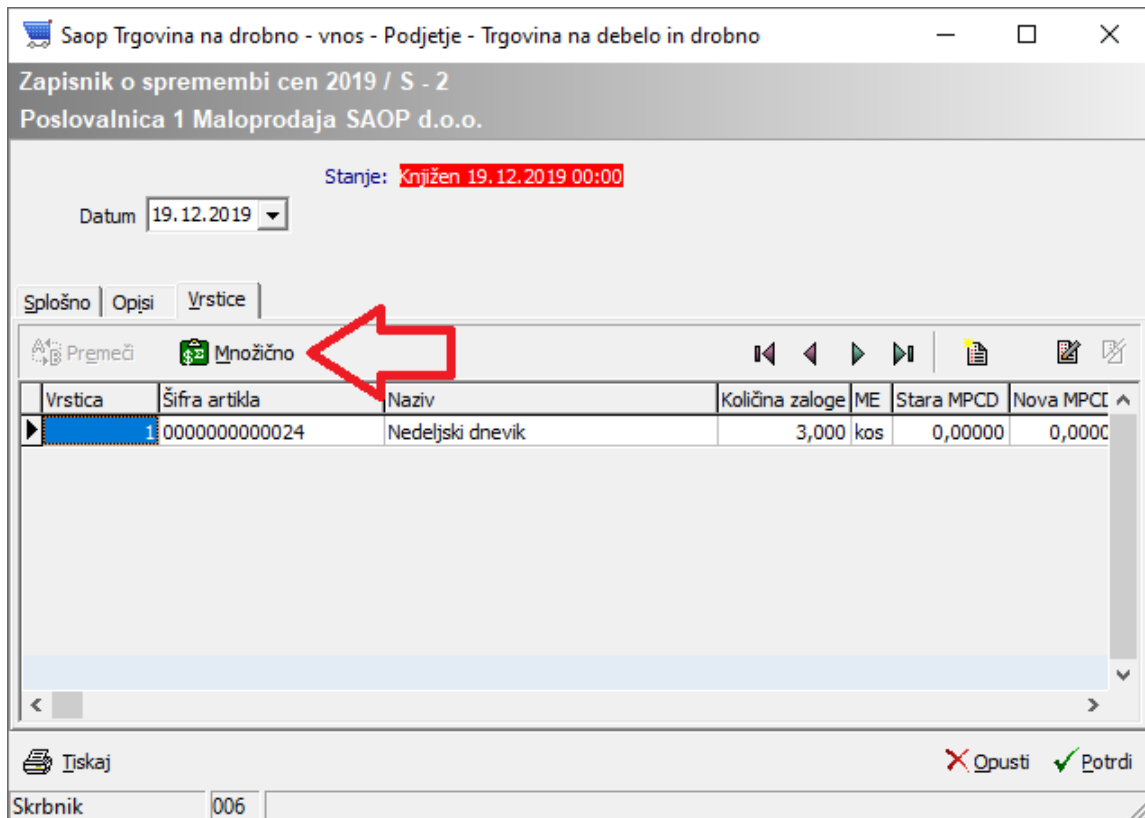 Saop Trgovina na drobno - vnos - Podjetje - Trgovina na debelo in drobno
Zapisnik o spremembi cen 2019 / S - 2
Poslovalnica 1 Maloprodaja SAOP d.o.o.
Stanje: Knjižen 19.12.2019 00:00
Datum 19.12.2019
Splošno Opisi Vrstice
Premeči Množično
Vrstica Šifra artikla Naziv Količina zaloge ME Stara MPCD Nova MPCD
1 0000000000024 Nedeljski dnevik 3,000 kos 0,00000 0,0000
Tiskaj Opusti Potrdi
Skrbnik 006